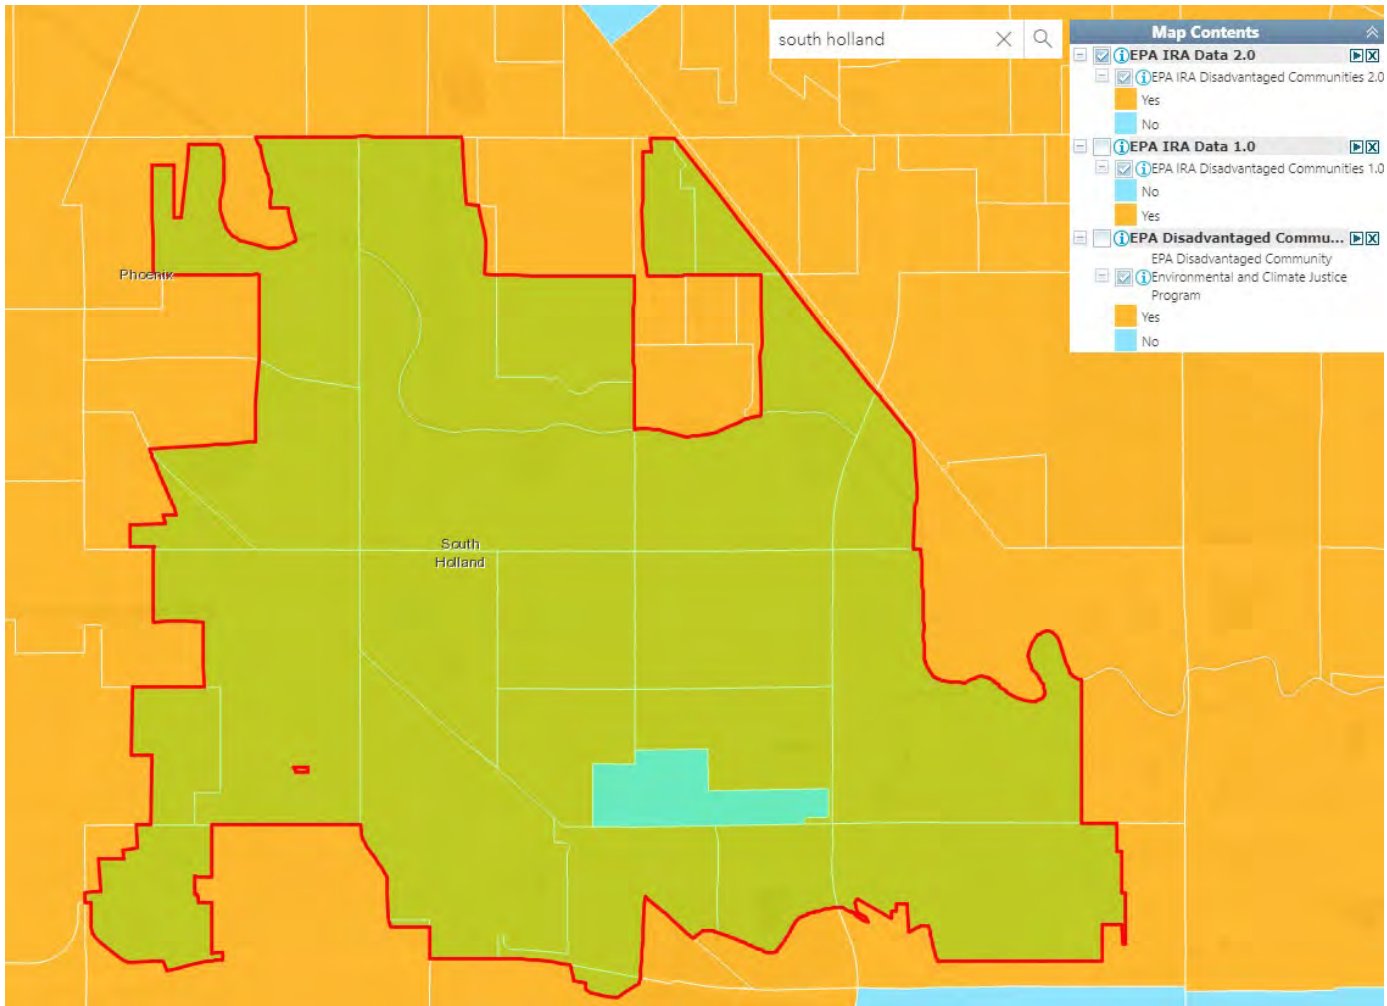 south holland
Map Contents
EPA IRA Data 2.0
EPA IRA Disadvantaged Communities 2.0
Yes
No
EPA IRA Data 1.0
EPA IRA Disadvantaged Communities 1.0
No
Yes
EPA Disadvantaged Commu...
EPA Disadvantaged Community
Environmental and Climate Justice
Program
Yes
No
Phoenix
South
Holland